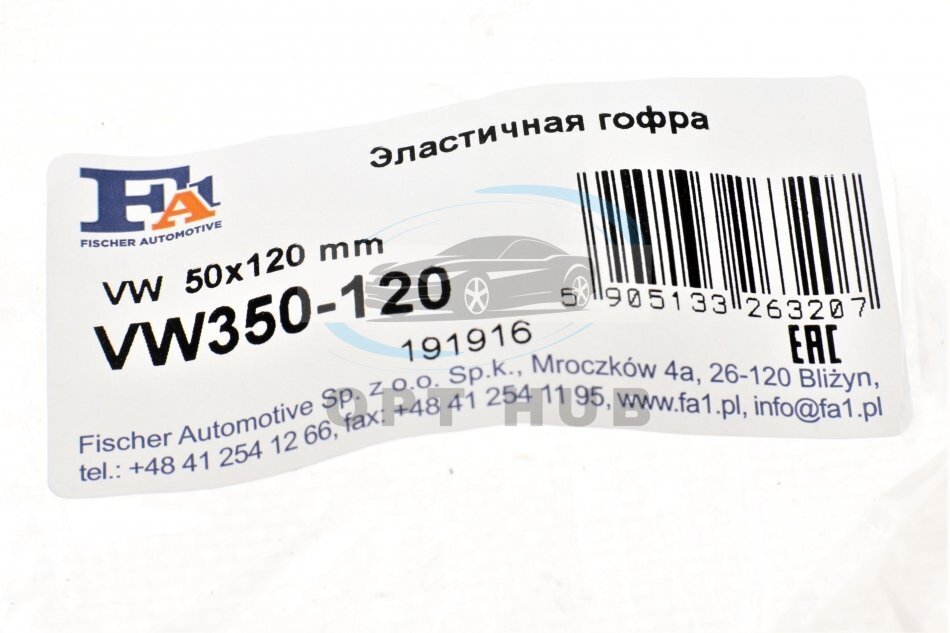 Эластичная гофра
FA1
FISCHER AUTOMOTIVE
VW 50x120 mm
VW350-120
5 905133 263207
191916
EAC
Fischer Automotive Sp. z o.o. Sp.k., Mroczków 4a, 26-120 Bliżyn,
tel.: +48 41 254 12 66, fax: +48 41 254 11 95, www.fa1.pl, info@fa1.pl
OPT HUB